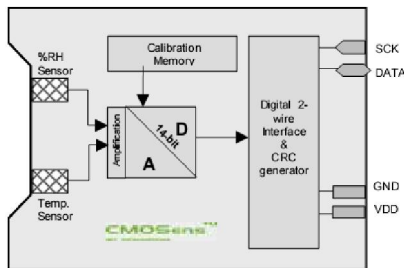 %RH
Sensor
Calibration
Memory
SCK
DATA
Amplification
14-bit
D
A
Digital 2-
wire
Interface
&
CRC
generator
Temp.
Sensor
GND
VDD
CMOSens™